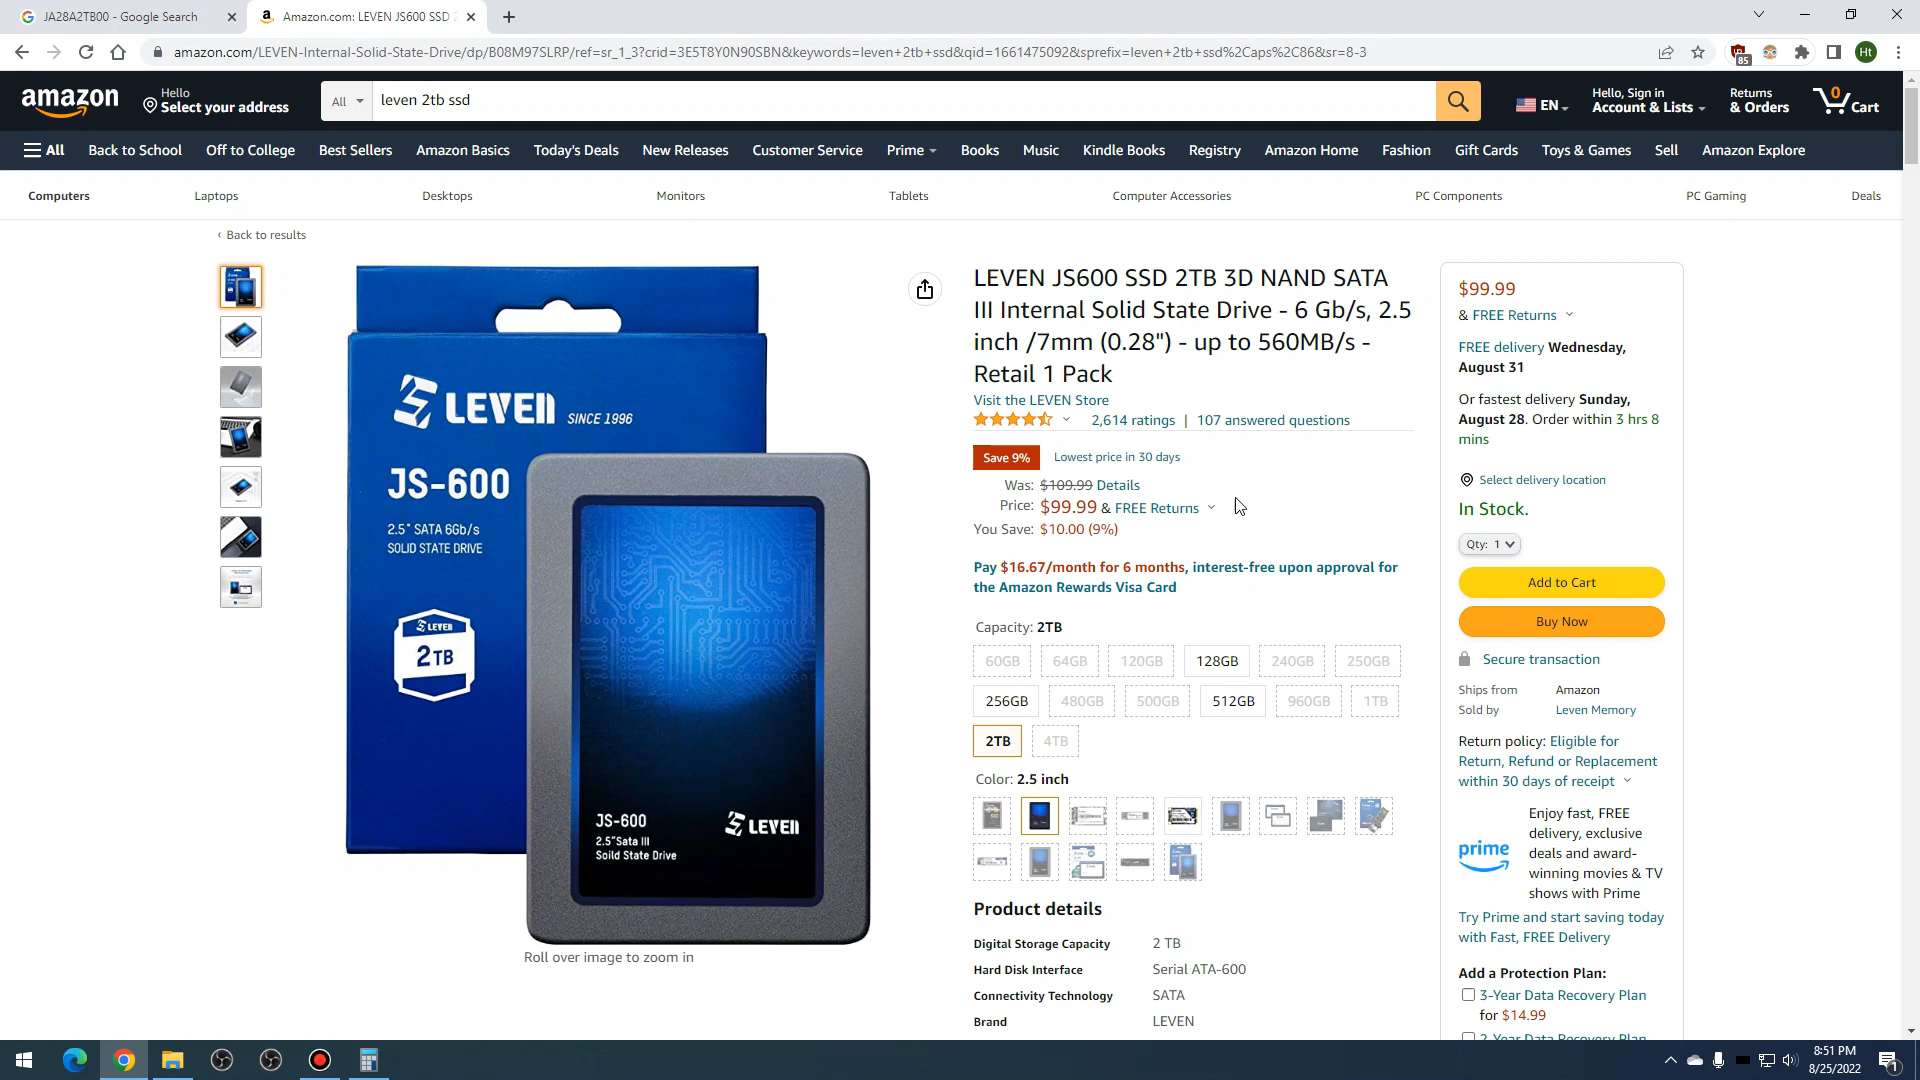 JA28A2TB00 - Google Search
Amazon.com: LEVEN JS600 SSD 2
amazon.com/LEVEN-Internal-Solid-State-Drive/dp/B08M97SLRP/ref=sr_1_3?crid=3E5T8Y0N90SBN&keywords=leven+2tb+ssd&qid=1661475092&sprefix=leven+2tb+ssd%2Caps%2C86&sr=8-3
85
Ht
amazon
Hello
Select your address
All
leven 2tb ssd
EN
Hello, Sign in
Account & Lists
Returns
& Orders
0
Cart
All
Back to School
Off to College
Best Sellers
Amazon Basics
Today's Deals
New Releases
Customer Service
Prime
Books
Music
Kindle Books
Registry
Amazon Home
Fashion
Gift Cards
Toys & Games
Sell
Amazon Explore
Computers
Laptops
Desktops
Monitors
Tablets
Computer Accessories
PC Components
PC Gaming
Deals
‹ Back to results
LEVEN SINCE 1996
JS-600
2.5" SATA 6Gb/s
SOLID STATE DRIVE
LEVEN
2TB
JS-600
2.5"Sata III
Soild State Drive
LEVEN
Roll over image to zoom in
LEVEN JS600 SSD 2TB 3D NAND SATA
III Internal Solid State Drive - 6 Gb/s, 2.5
inch /7mm (0.28") - up to 560MB/s -
Retail 1 Pack
Visit the LEVEN Store
2,614 ratings | 107 answered questions
Save 9%
Lowest price in 30 days
Was: $109.99 Details
Price: $99.99 & FREE Returns
You Save: $10.00 (9%)
Pay $16.67/month for 6 months, interest-free upon approval for
the Amazon Rewards Visa Card
Capacity: 2TB
60GB
64GB
120GB
128GB
240GB
250GB
256GB
480GB
500GB
512GB
960GB
1TB
2TB
4TB
Color: 2.5 inch
Product details
Digital Storage Capacity 2 TB
Hard Disk Interface Serial ATA-600
Connectivity Technology SATA
Brand LEVEN
$99.99
& FREE Returns
FREE delivery Wednesday,
August 31
Or fastest delivery Sunday,
August 28. Order within 3 hrs 8
mins
Select delivery location
In Stock.
Qty: 1
Add to Cart
Buy Now
Secure transaction
Ships from Amazon
Sold by Leven Memory
Return policy: Eligible for
Return, Refund or Replacement
within 30 days of receipt
prime
Enjoy fast, FREE
delivery, exclusive
deals and award-
winning movies & TV
shows with Prime
Try Prime and start saving today
with Fast, FREE Delivery
Add a Protection Plan:
3-Year Data Recovery Plan
for $14.99
2-Year Data Recovery Plan
8:51 PM
8/25/2022
1